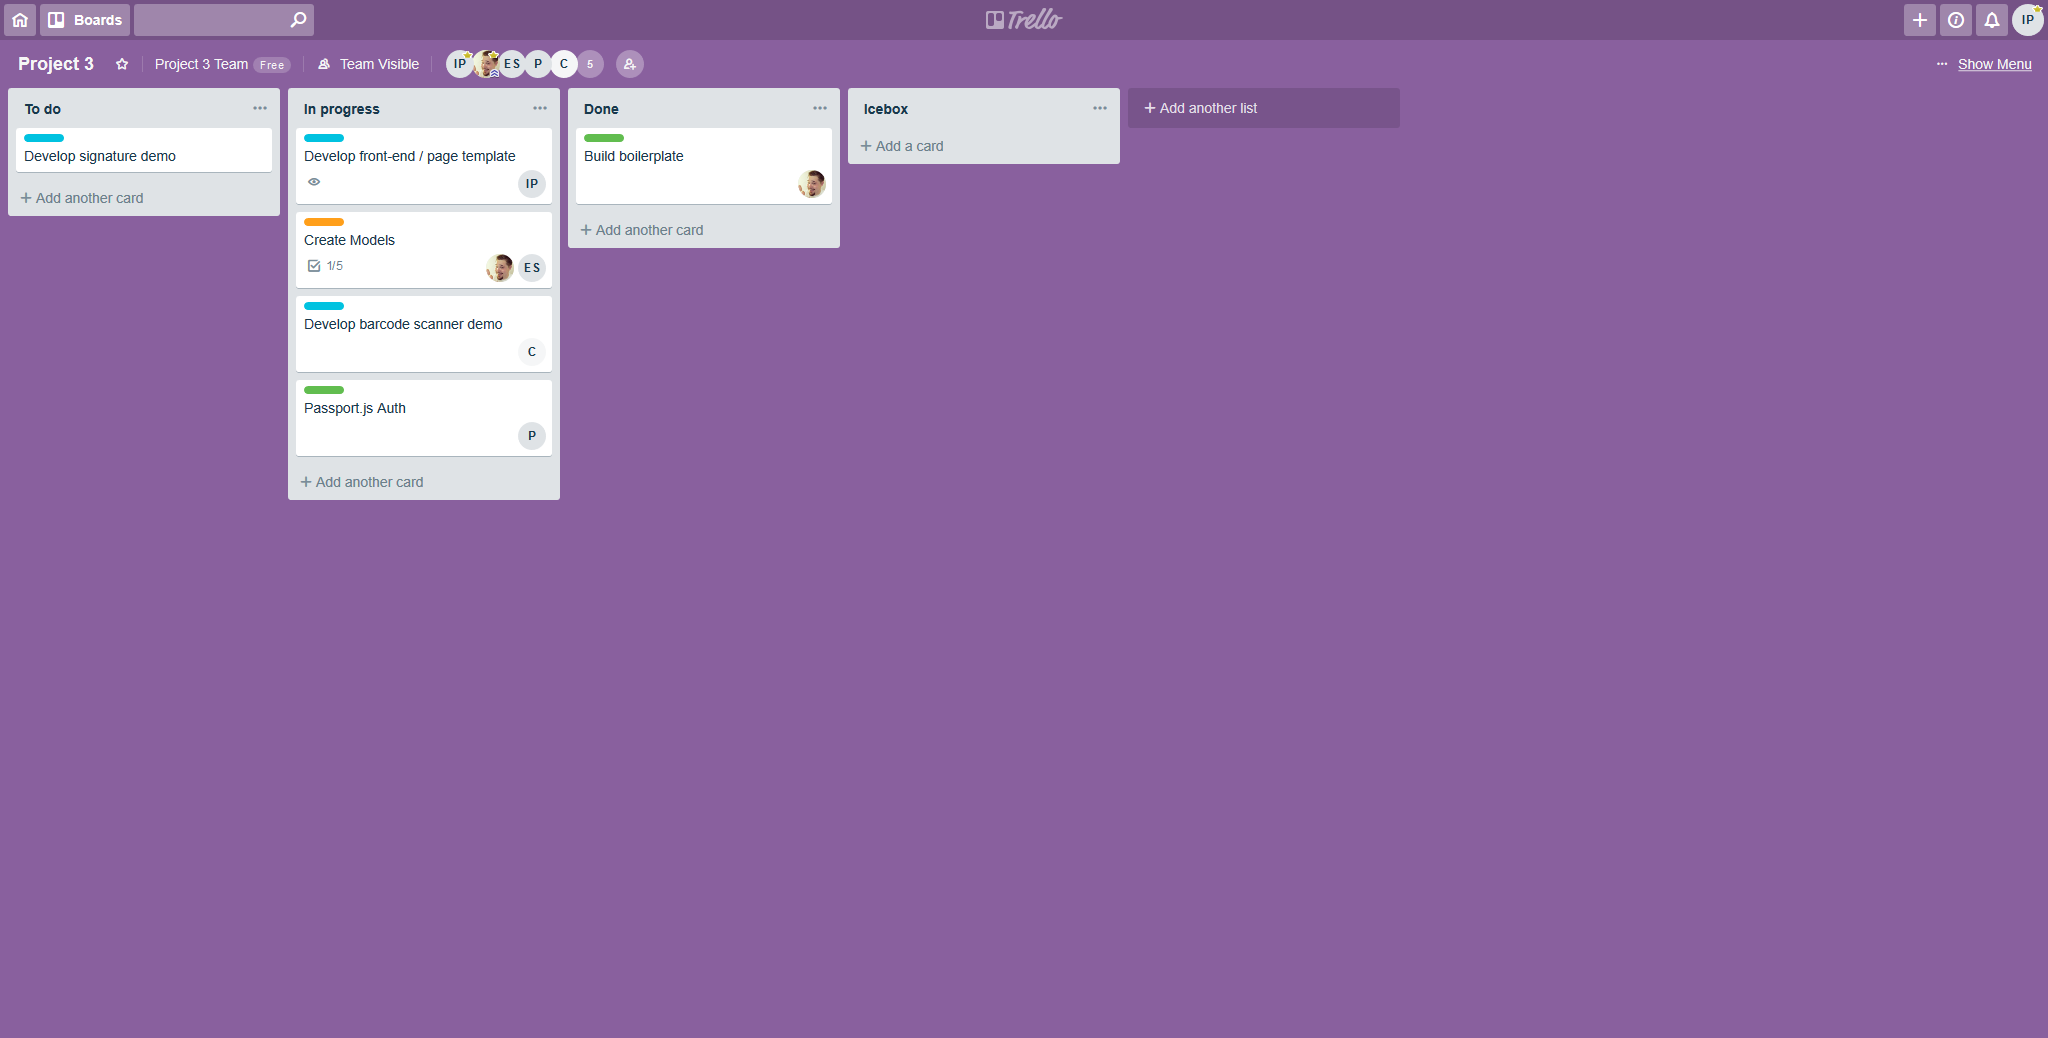 Boards
Trello
IP
Project 3
Project 3 Team Free
Team Visible
IP ES P C 5
Show Menu
To do
Develop signature demo
Add another card
In progress
Develop front-end / page template
IP
Create Models
1/5
ES
Develop barcode scanner demo
C
Passport.js Auth
P
Add another card
Done
Build boilerplate
Add another card
Icebox
Add a card
Add another list